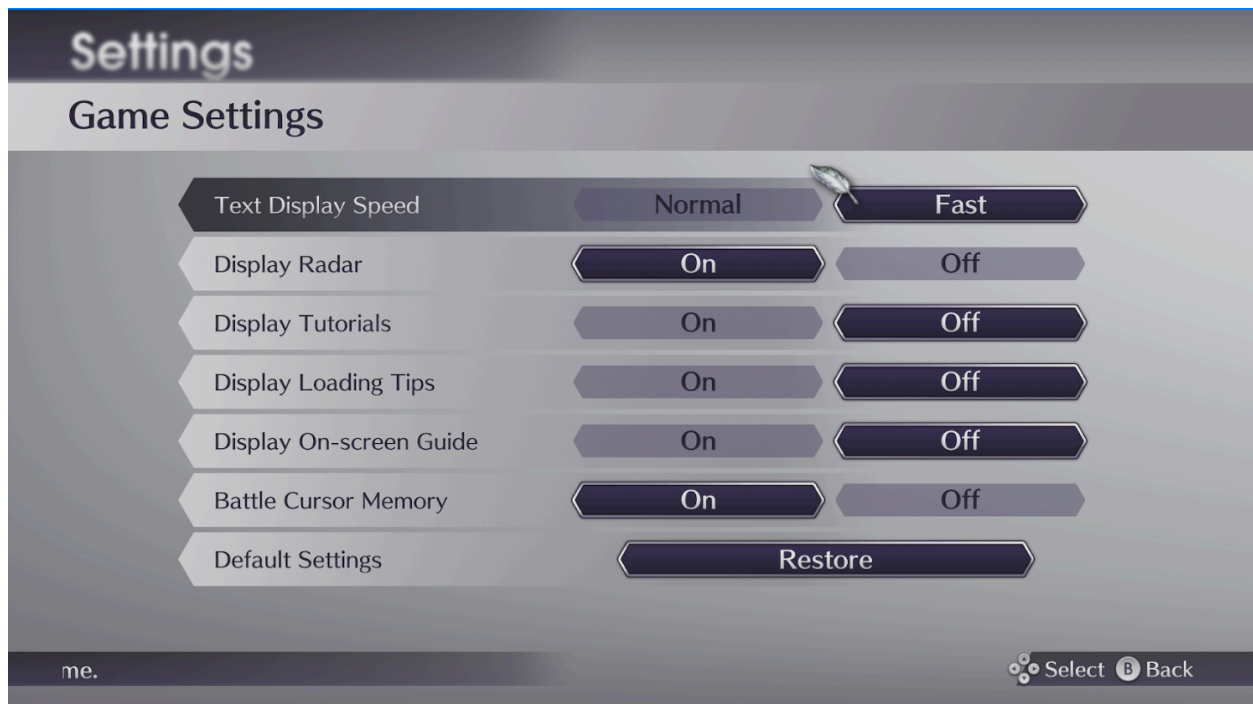 Settings
Game Settings
Text Display Speed Normal Fast
Display Radar On Off
Display Tutorials On Off
Display Loading Tips On Off
Display On-screen Guide On Off
Battle Cursor Memory On Off
Default Settings Restore
me. Select B Back